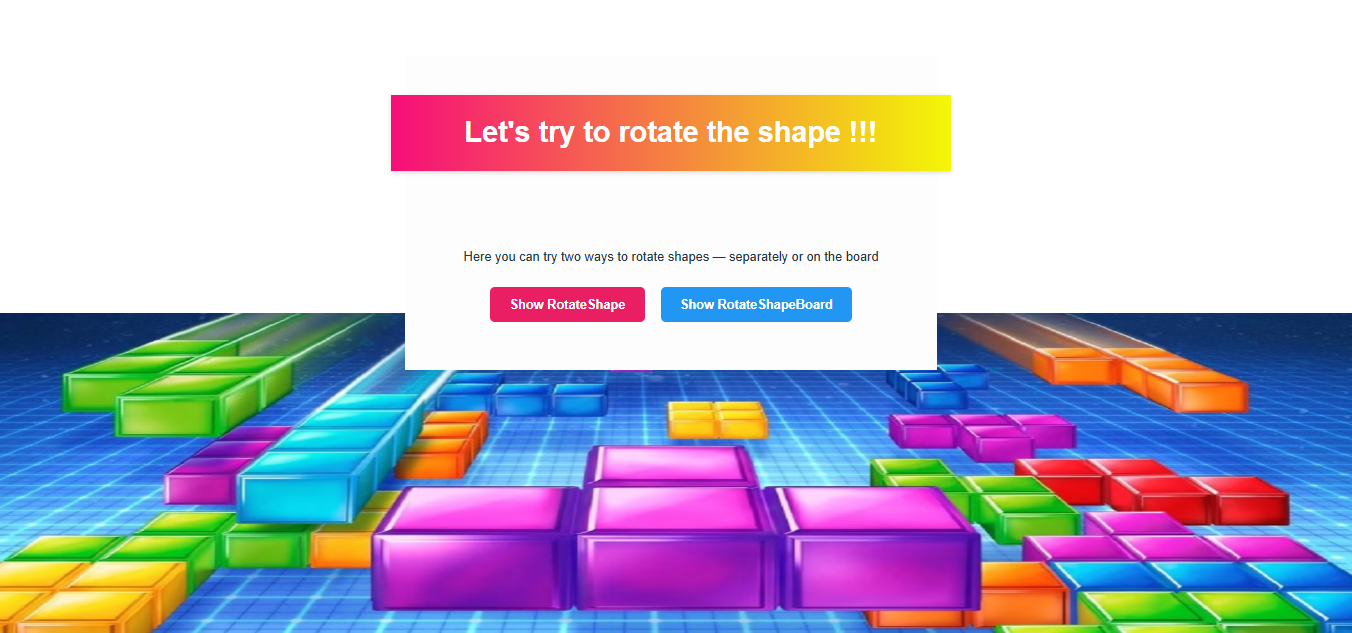 Let's try to rotate the shape !!!
Here you can try two ways to rotate shapes — separately or on the board
Show RotateShape
Show RotateShapeBoard